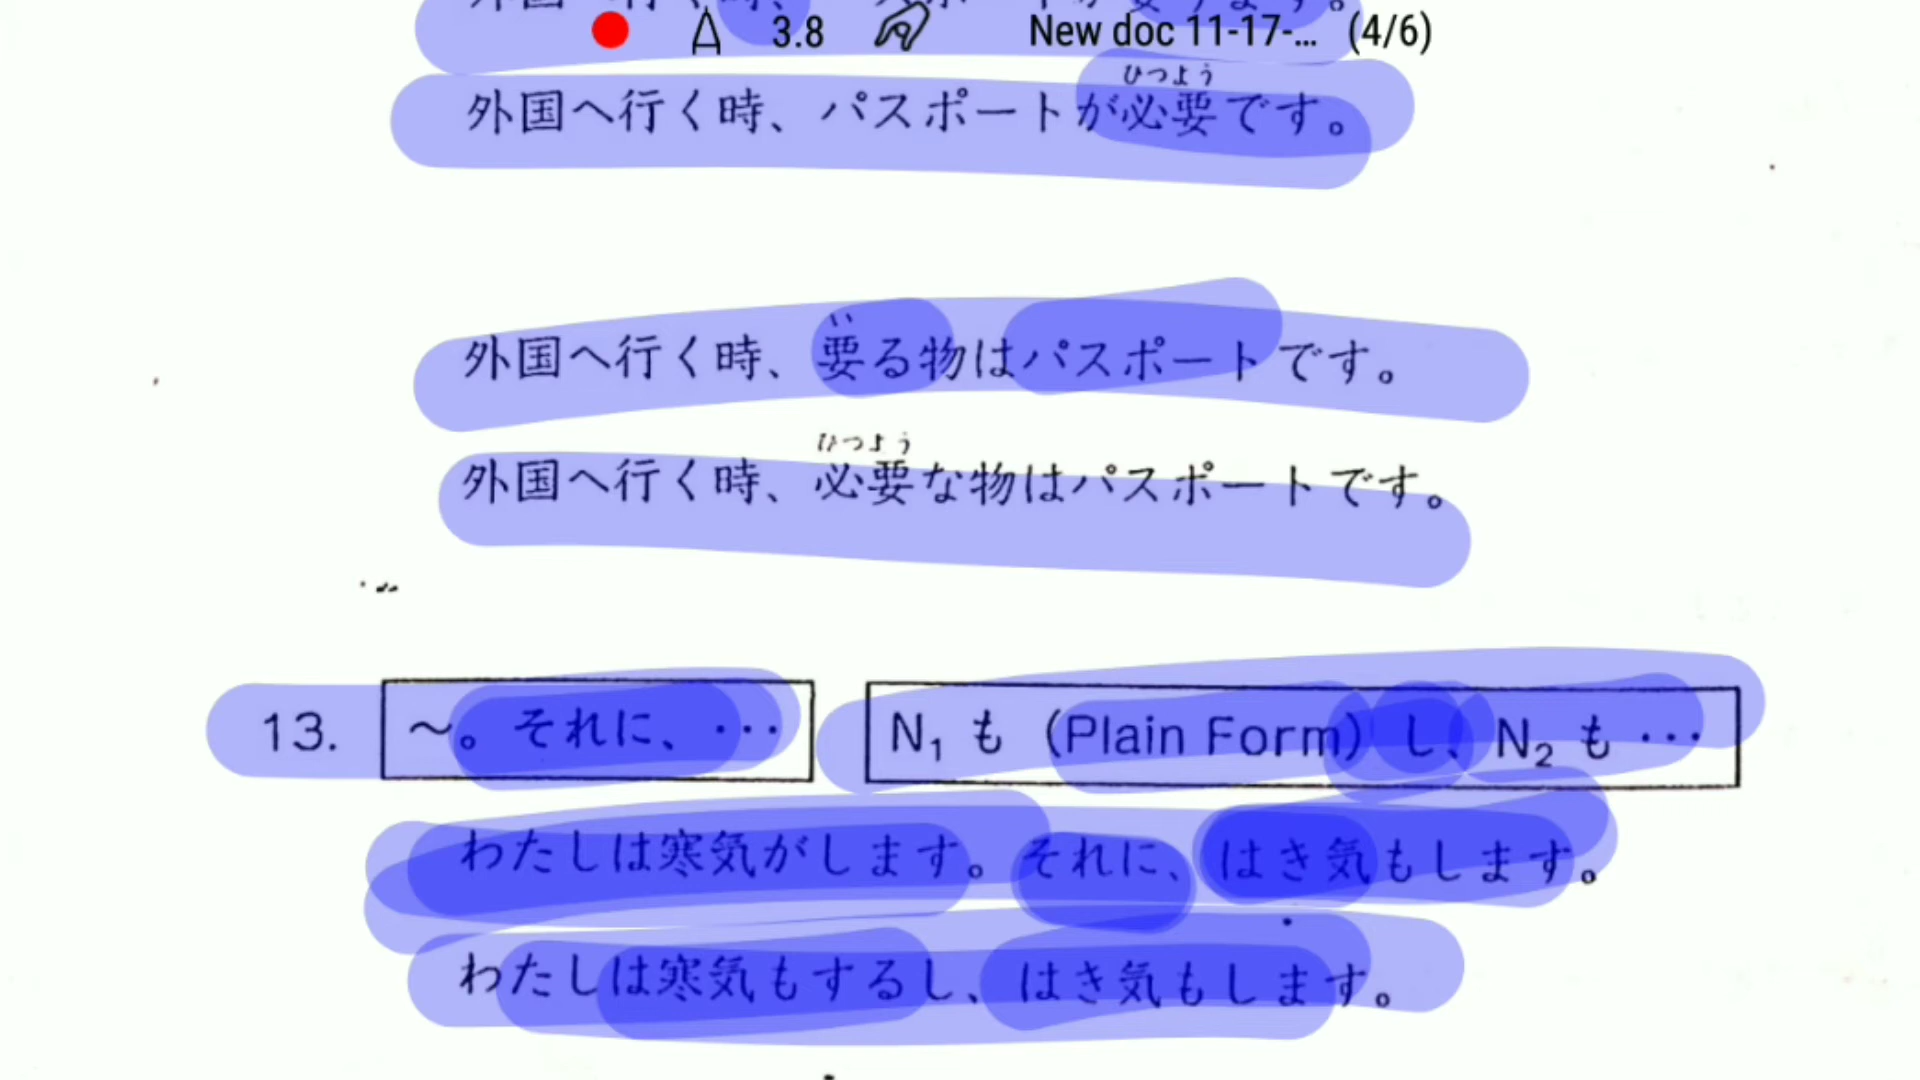 3.8 New doc 11-17-... (4/6)
ひつよう
外国へ行く時、パスポートが必要です。
い
外国へ行く時、要る物はパスポートです。
ひつよう
外国へ行く時、必要な物はパスポートです。
13. ～。それに、… N1 も (Plain Form) し、N2 も …
わたしは寒気がします。それに、はき気もします。
わたしは寒気もするし、はき気もします。